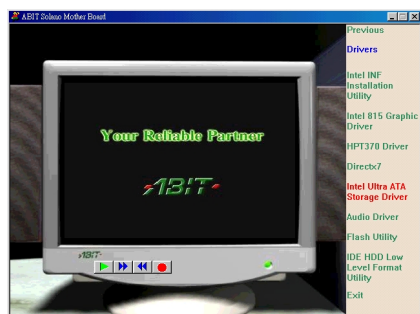 ABIT Solano Mother Board
Previous
Drivers
Intel INF
Installation
Utility
Intel 815 Graphic
Driver
HPT370 Driver
Directx7
Intel Ultra ATA
Storage Driver
Audio Driver
Flash Utility
IDE HDD Low
Level Format
Utility
Exit
Your Reliable Partner
ABIT
ABIT